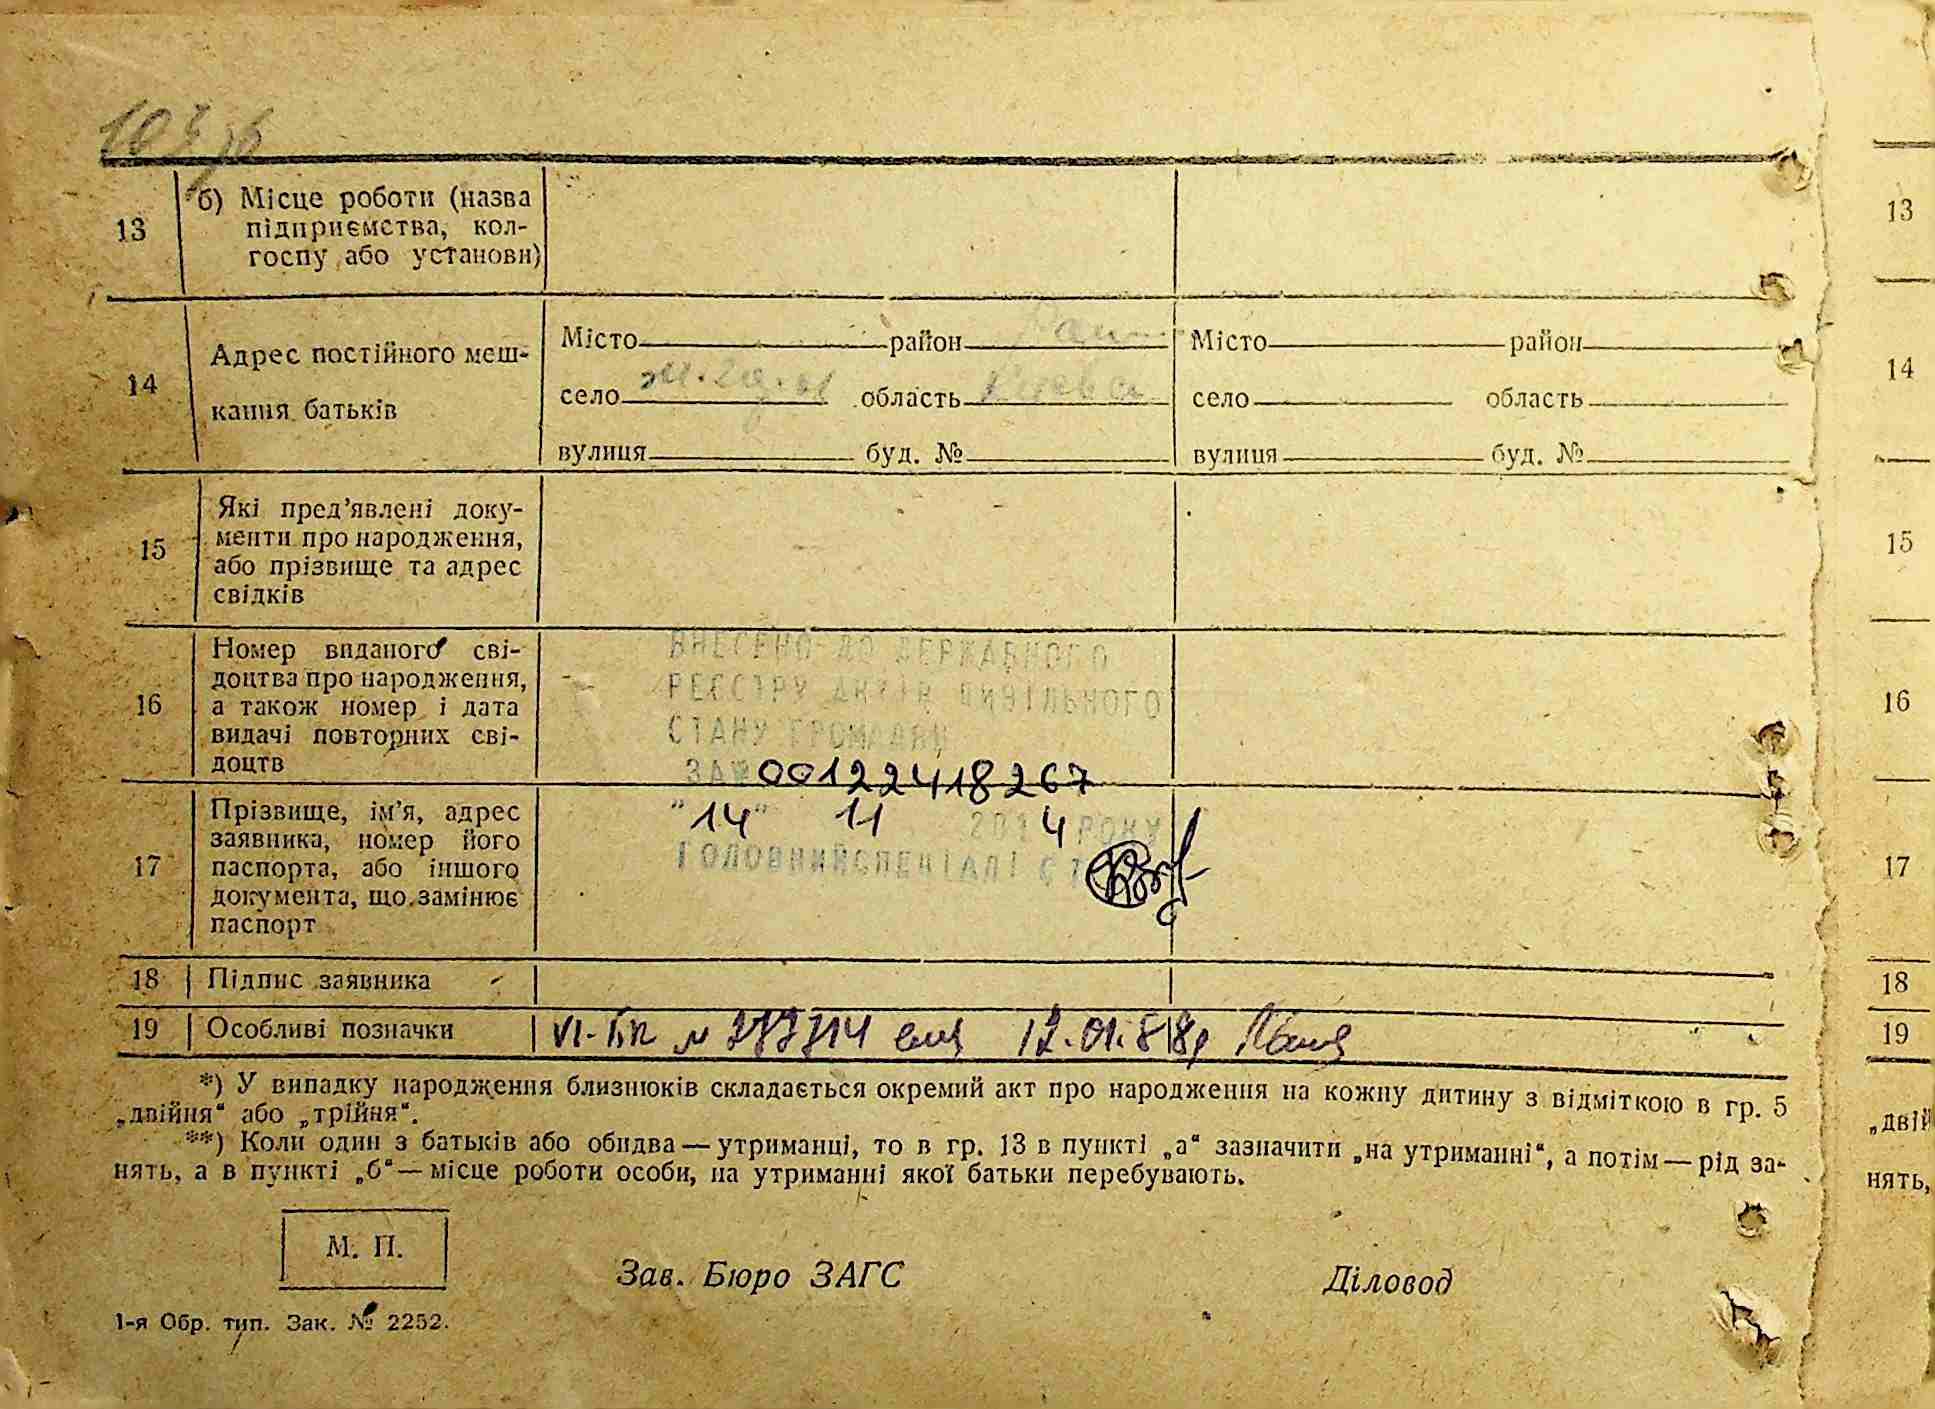 13
б) Місце роботи (назва
підприємства, кол-
госпу або установи)
13
14
Адрес постійного меш-
кання батьків
Місто район
село область
вулиця буд. №
Місто район
село область
вулиця буд. №
14
15
Які пред’явлені доку-
менти про народження,
або прізвище та адрес
свідків
15
16
Номер виданого сві-
доцтва про народження,
а також номер і дата
видачі повторних сві-
доцтв
ВНЕСЕНО ДО ДЕРЖАВНОГО
РЕЄСТРУ АКТІВ ЦИВІЛЬНОГО
СТАНУ ГРОМАДЯН
ЗА № 00122418267
"14" 11 2014 РОКУ
ГОЛОВНИЙ СПЕЦІАЛІСТ
16
17
Прізвище, ім’я, адрес
заявника, номер його
паспорта, або іншого
документа, що замінює
паспорт
17
18
Підпис заявника
18
19
Особливі позначки
VI-БК № 12.01.88р
19
*) У випадку народження близнюків складається окремий акт про народження на кожну дитину з відміткою в гр. 5
„двійня“ або „трійня“.
**) Коли один з батьків або обидва—утриманці, то в гр. 13 в пункті „а“ зазначити „на утриманні“, а потім—рід за-
нять, а в пункті „б“—місце роботи особи, на утриманні якої батьки перебувають.
„двій
нять,
М. П.
Зав. Бюро ЗАГС
Діловод
1-я Обр. тип. Зак. № 2252.